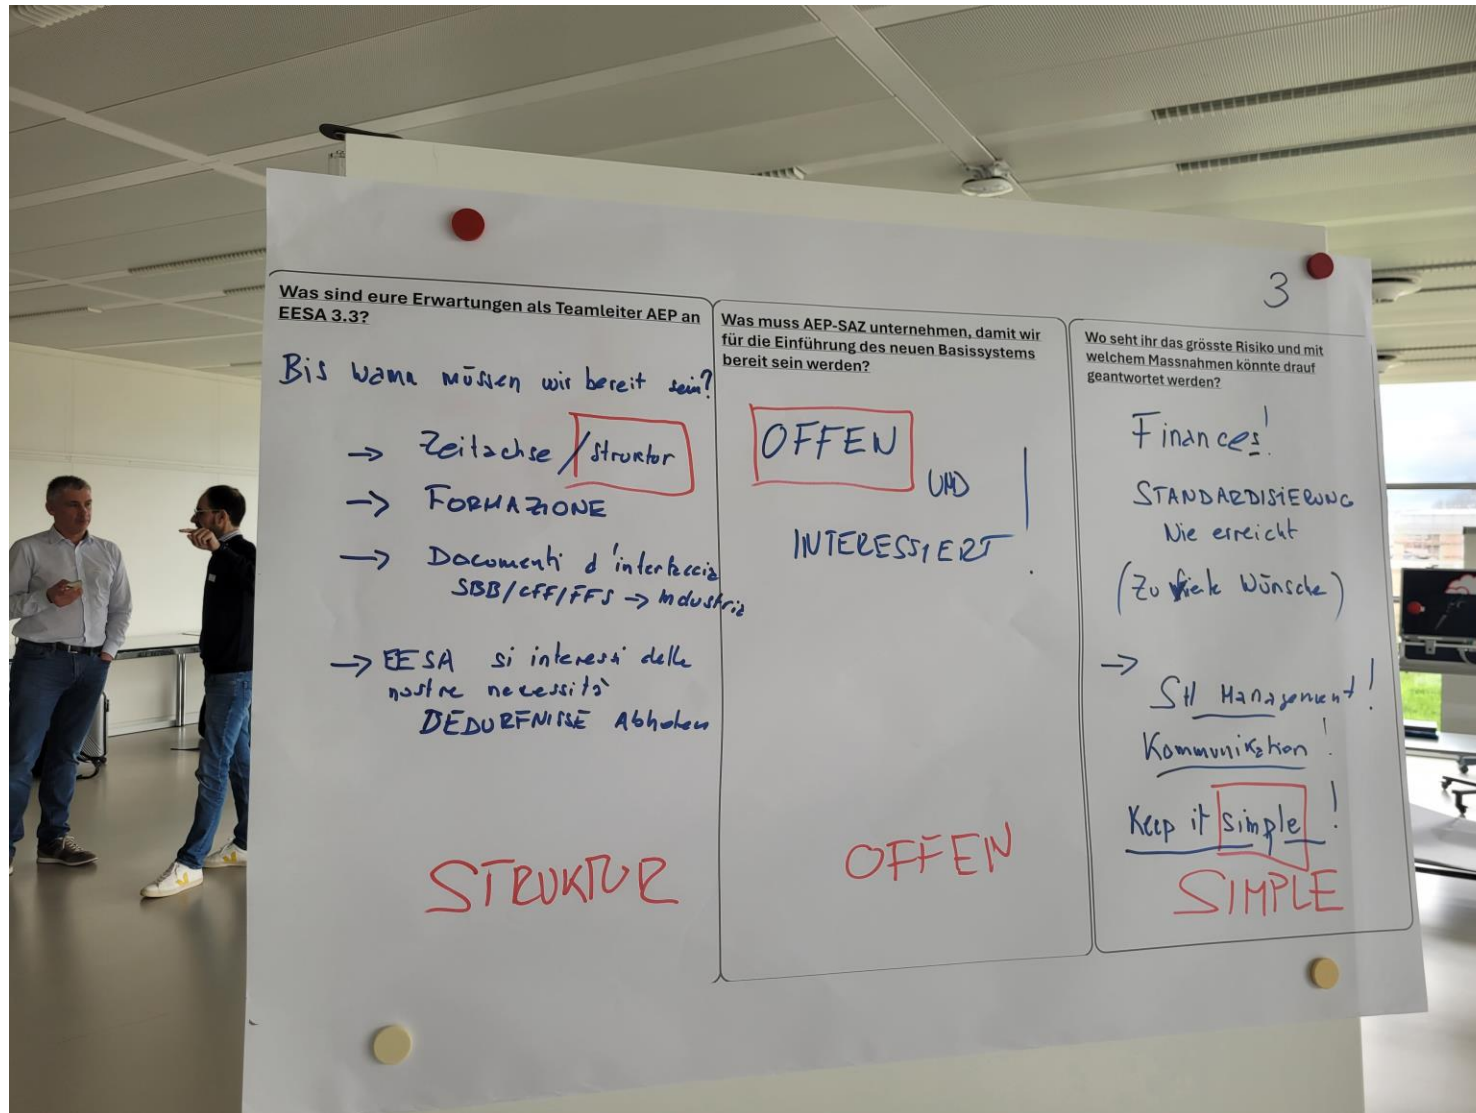 3
Was sind eure Erwartungen als Teamleiter AEP an
EESA 3.3?
Bis wann müssen wir bereit sein?
→ Zeitachse / Struktur
→ FORMAZIONE
→ Documenti d'interfaccia
SBB/CFF/FFS → industria
→ EESA si interessi delle
nostre necessità
BEDÜRFNISSE Abholen
STRUKTUR
Was muss AEP-SAZ unternehmen, damit wir
für die Einführung des neuen Basissystems
bereit sein werden?
OFFEN
UND
INTERESSIERT!
OFFEN
Wo seht ihr das grösste Risiko und mit
welchem Massnahmen könnte drauf
geantwortet werden?
Finances!
STANDARDISIERUNG
Nie erreicht
(Zu viele Wünsche)
→
SH Management!
Kommunikation!
Keep it simple!
SIMPLE